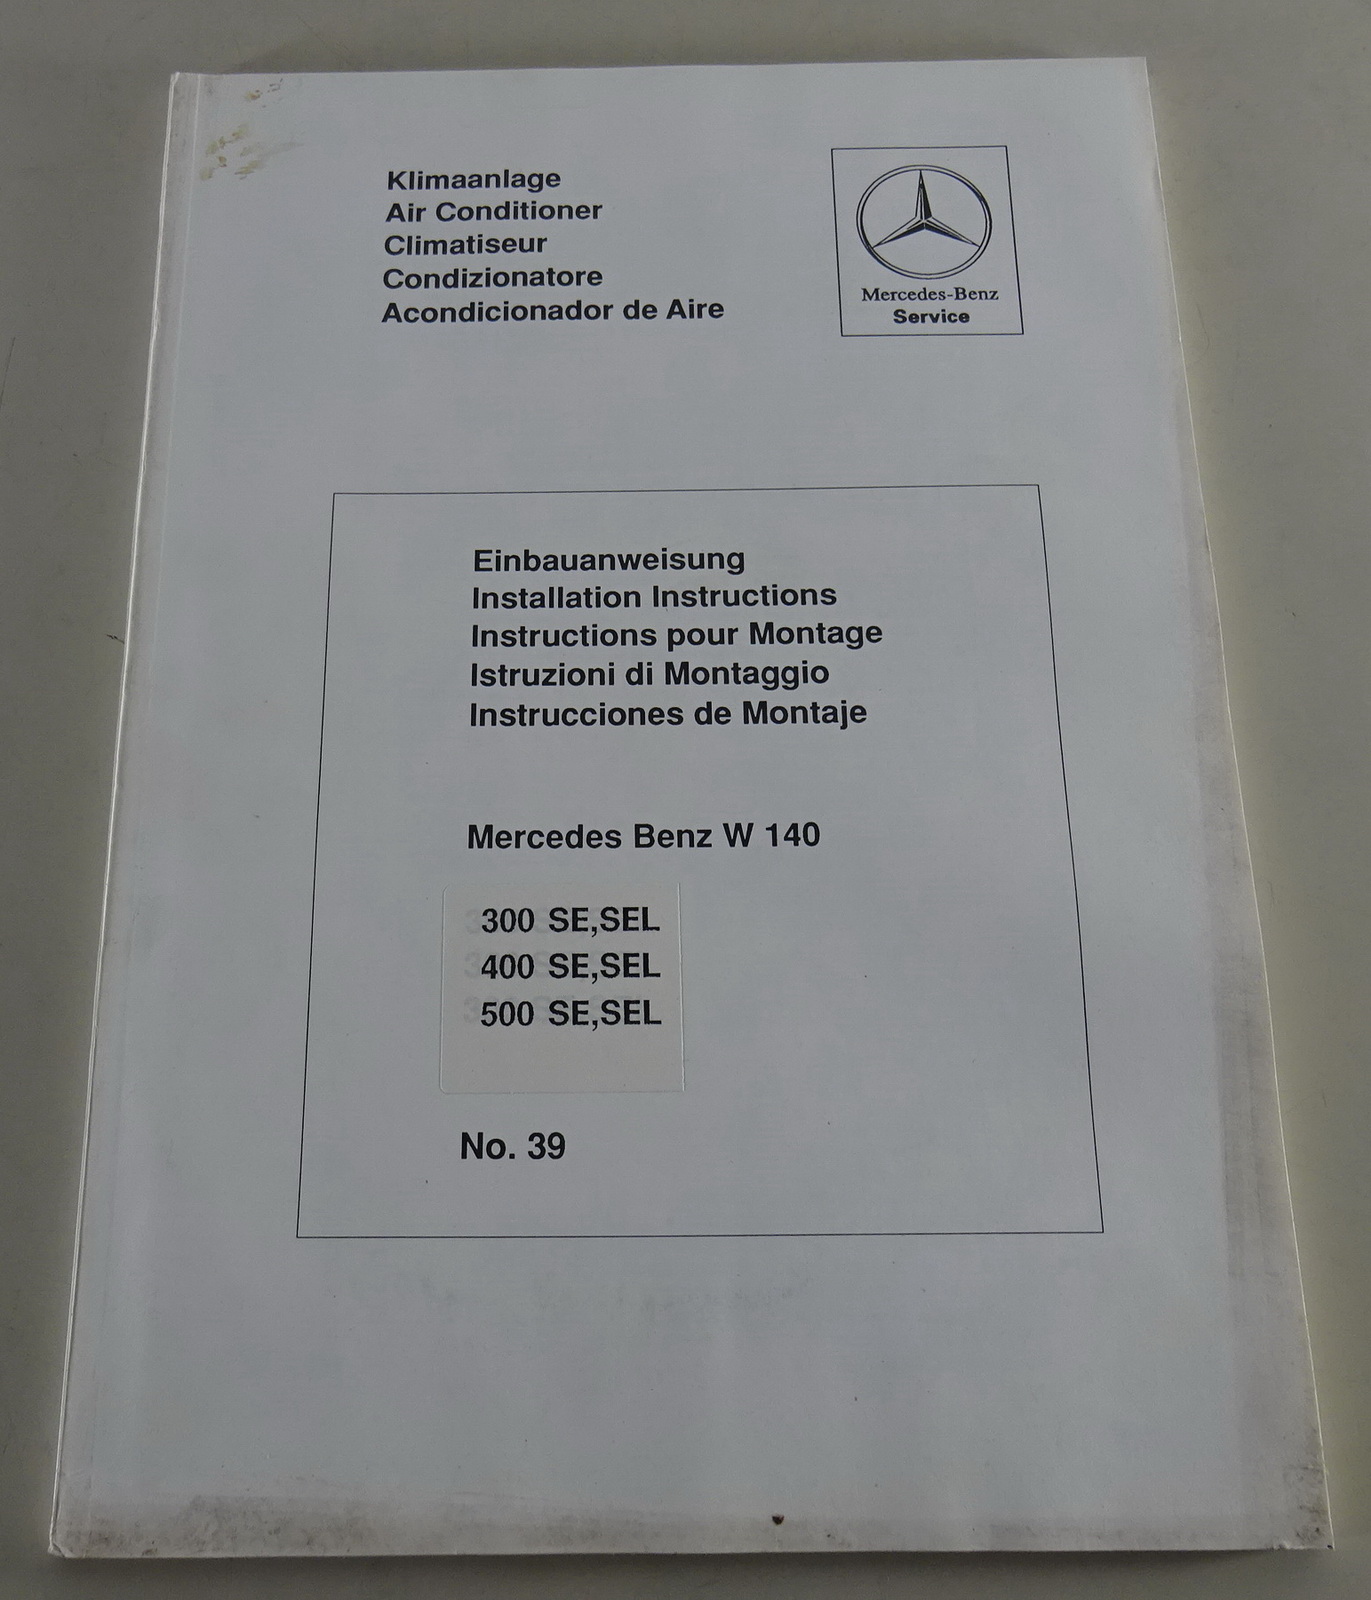 Klimaanlage
Air Conditioner
Climatiseur
Condizionatore
Acondicionador de Aire
Mercedes-Benz
Service
Einbauanweisung
Installation Instructions
Instructions pour Montage
Istruzioni di Montaggio
Instrucciones de Montaje
Mercedes Benz W 140
300 SE,SEL
400 SE,SEL
500 SE,SEL
No. 39